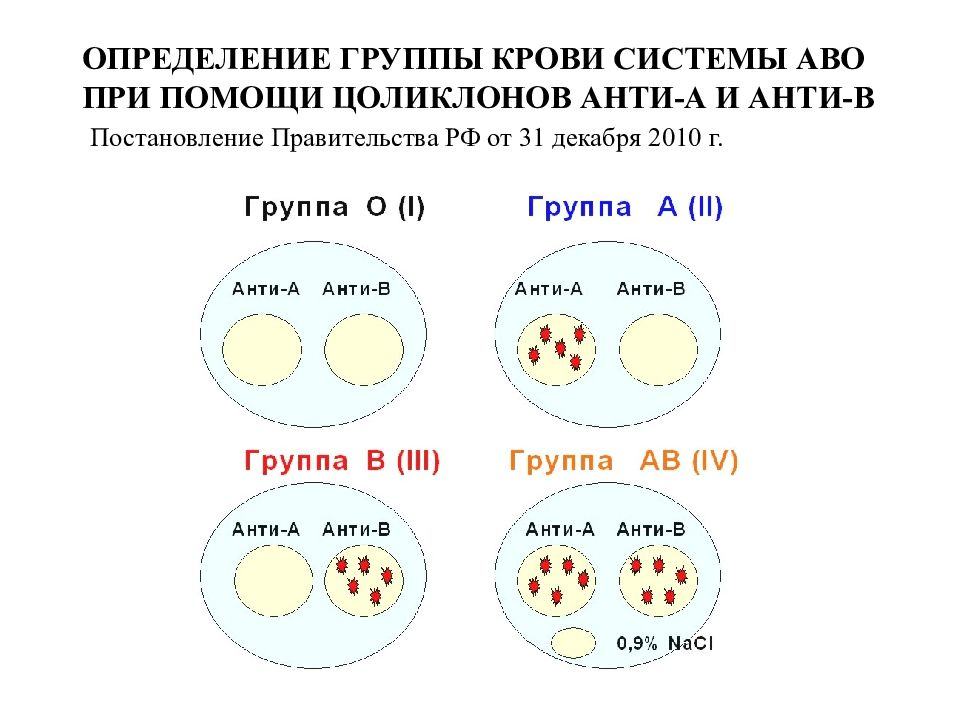 ОПРЕДЕЛЕНИЕ ГРУППЫ КРОВИ СИСТЕМЫ АВО
ПРИ ПОМОЩИ ЦОЛИКЛОНОВ АНТИ-А И АНТИ-В
Постановление Правительства РФ от 31 декабря 2010 г.
Группа О (I)
Группа А (II)
Анти-А Анти-В
Анти-А Анти-В
Группа В (III)
Группа АВ (IV)
Анти-А Анти-В
Анти-А Анти-В
0,9% NaCl